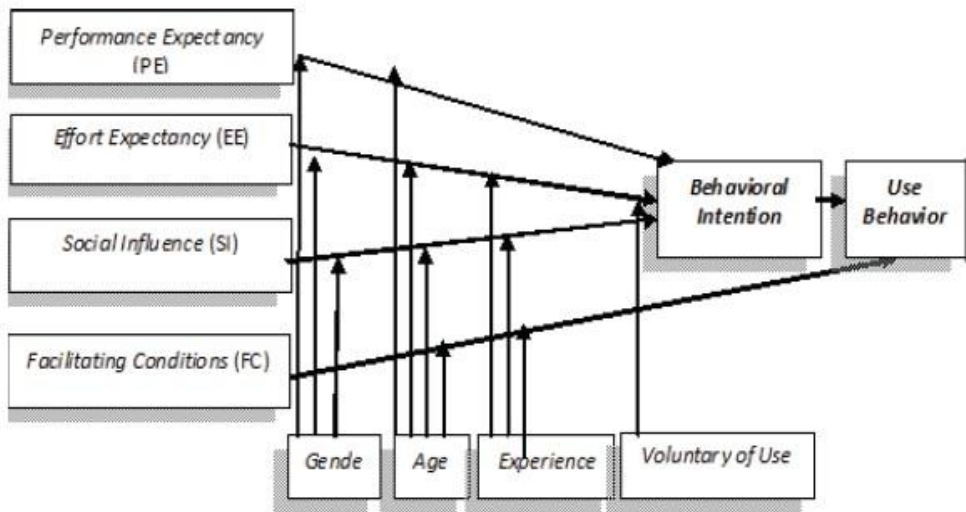 Performance Expectancy
(PE)
Effort Expectancy (EE)
Social Influence (SI)
Facilitating Conditions (FC)
Behavioral
Intention
Use
Behavior
Gende
Age
Experience
Voluntary of Use